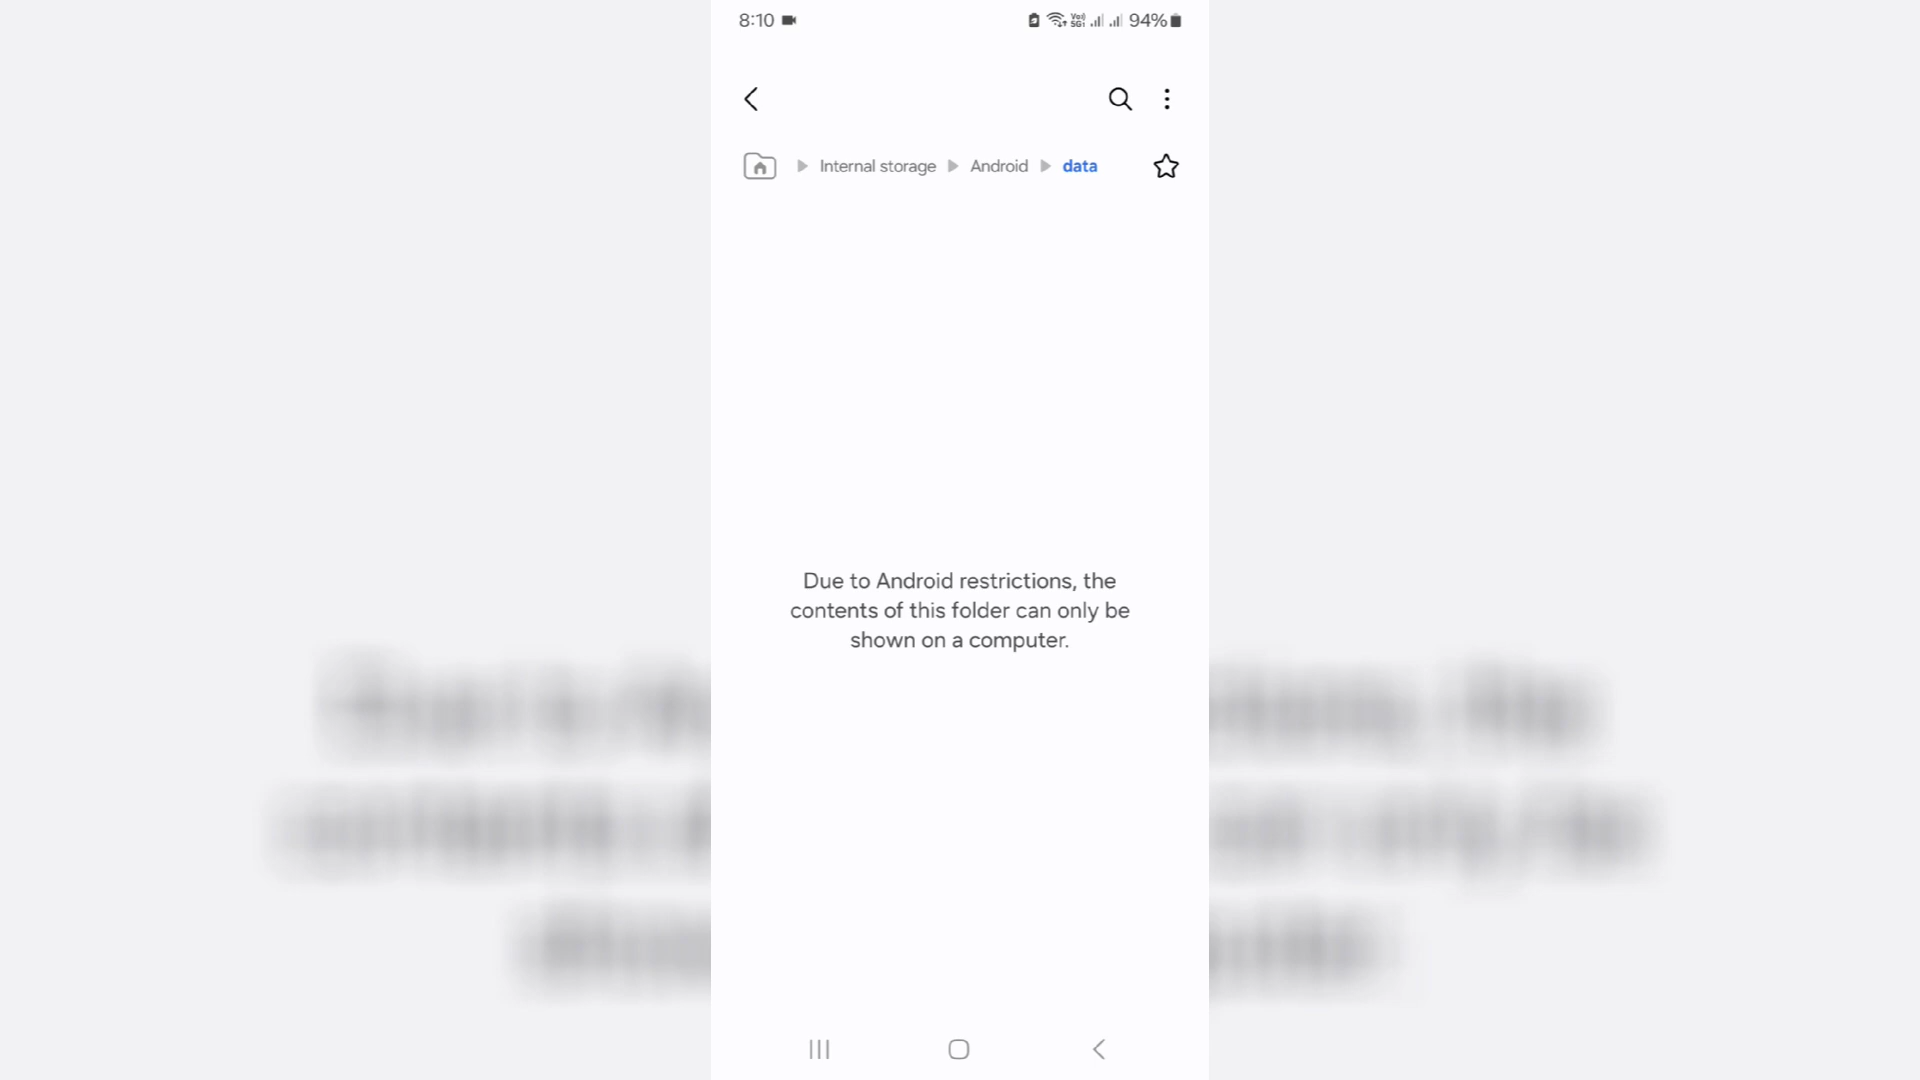 8:10
94%
Internal storage
Android
data
Due to Android restrictions, the
contents of this folder can only be
shown on a computer.